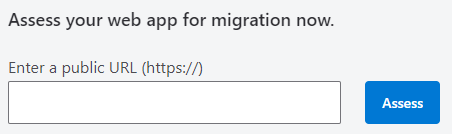 Assess your web app for migration now.
Enter a public URL (https://)
Assess